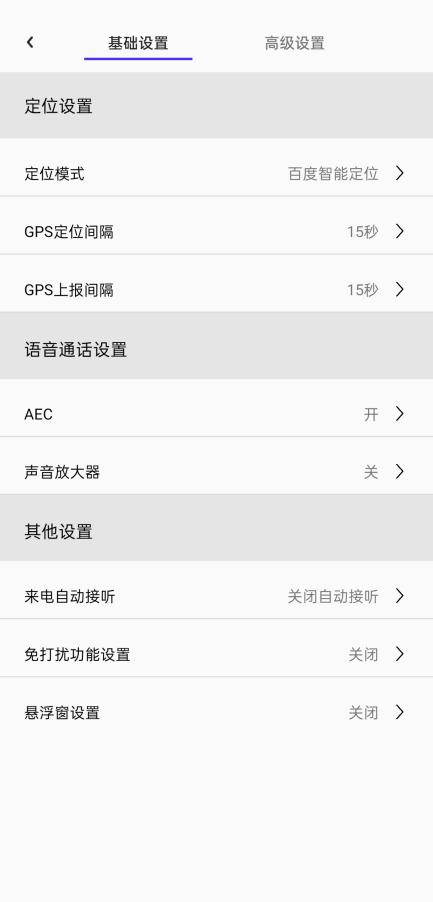 基础设置 高级设置
定位设置
定位模式 百度智能定位
GPS定位间隔 15秒
GPS上报间隔 15秒
语音通话设置
AEC 开
声音放大器 关
其他设置
来电自动接听 关闭自动接听
免打扰功能设置 关闭
悬浮窗设置 关闭